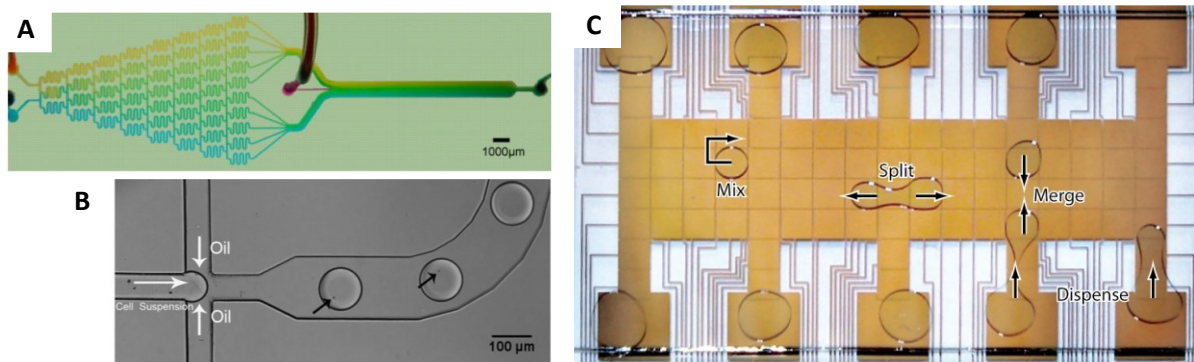 A
1000µm
B
Oil
Cell Suspension
Oil
100 µm
C
Mix
Split
Merge
Dispense